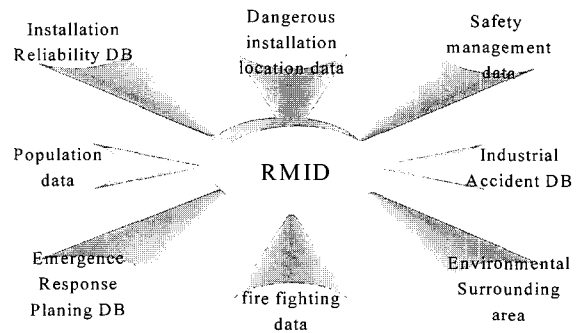 Installation
Reliability DB
Dangerous
installation
location data
Safety
management
data
Population
data
RMID
Industrial
Accident DB
Emergence
Response
Planing DB
fire fighting
data
Environmental
Surrounding
area